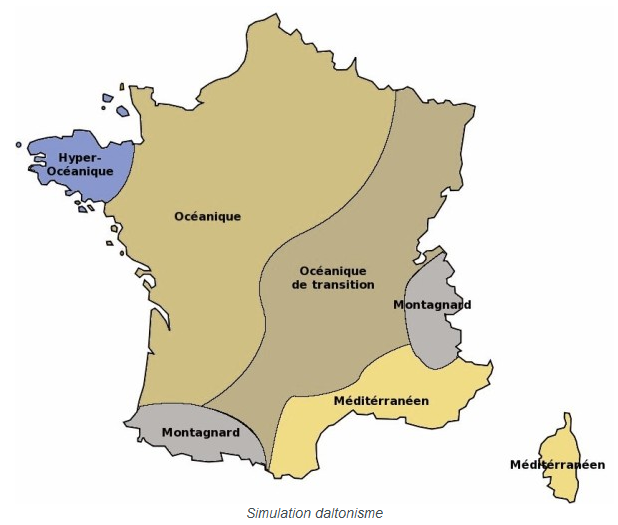 Hyper-
Océanique
Océanique
Océanique
de transition
Montagnard
Méditérranéen
Montagnard
Méditérranéen
Simulation daltonisme